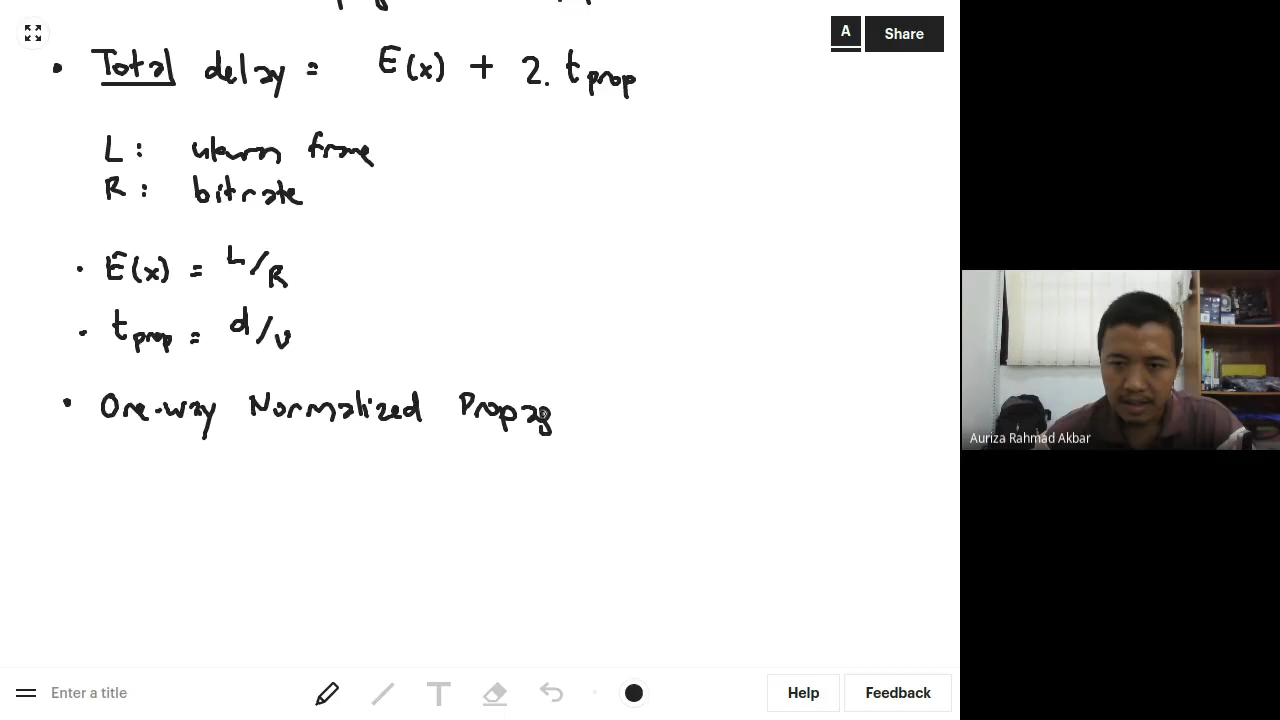 A Share
• Total delay = E(x) + 2. tprop
L: ukuran frame
R: bitrate
• E(x) = L/R
• tprop = d/v
• One-way Normalized Propag
Auriza Rahmad Akbar
Enter a title
T
Help Feedback